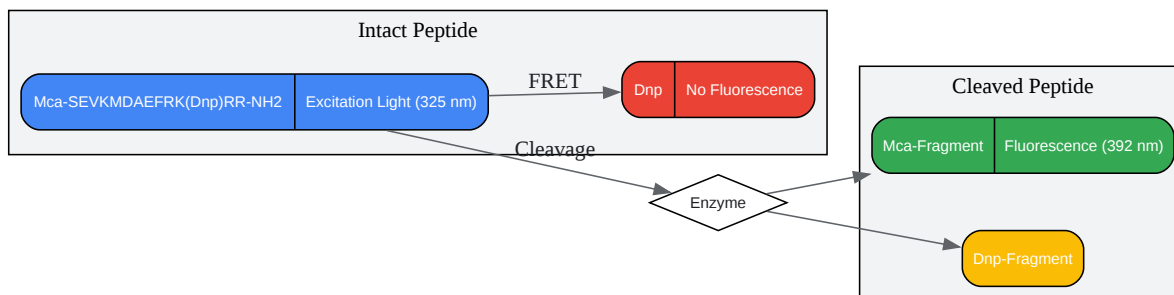 Intact Peptide
Mca-SEVKMDAEFRK(Dnp)RR-NH2
Excitation Light (325 nm)
FRET
Dnp
No Fluorescence
Cleavage
Enzyme
Cleaved Peptide
Mca-Fragment
Fluorescence (392 nm)
Dnp-Fragment